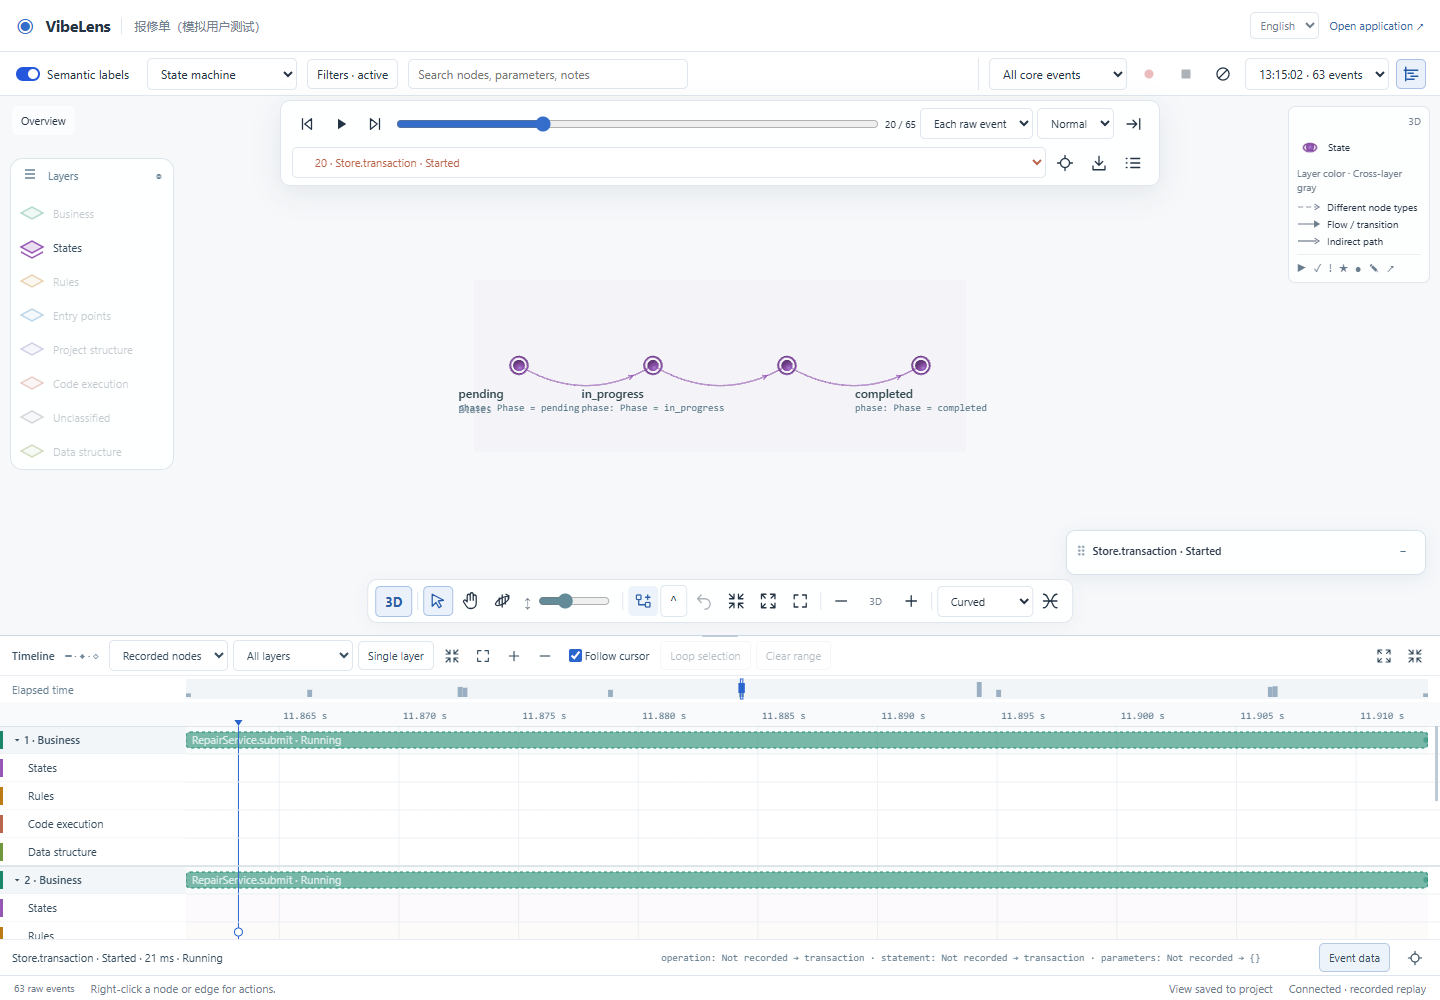 VibeLens 报修单（模拟用户测试） English Open application ↗
Semantic labels State machine Filters · active Search nodes, parameters, notes All core events 13:15:02 · 63 events
Overview
20 / 65 Each raw event Normal
20 · Store.transaction · Started
Layers
Business
States
Rules
Entry points
Project structure
Code execution
Unclassified
Data structure
3D
State
Layer color · Cross-layer
gray
Different node types
Flow / transition
Indirect path
pending in_progress completed
States
phase: Phase = pending phase: Phase = in_progress phase: Phase = completed
Store.transaction · Started
3D 3D Curved
Timeline Recorded nodes All layers Single layer Follow cursor Loop selection Clear range
Elapsed time
11.865 s 11.870 s 11.875 s 11.880 s 11.885 s 11.890 s 11.895 s 11.900 s 11.905 s 11.910 s
1 · Business RepairService.submit · Running
States
Rules
Code execution
Data structure
2 · Business RepairService.submit · Running
States
Rules
Store.transaction · Started · 21 ms · Running operation: Not recorded → transaction · statement: Not recorded → transaction · parameters: Not recorded → {} Event data
63 raw events Right-click a node or edge for actions. View saved to project Connected · recorded replay